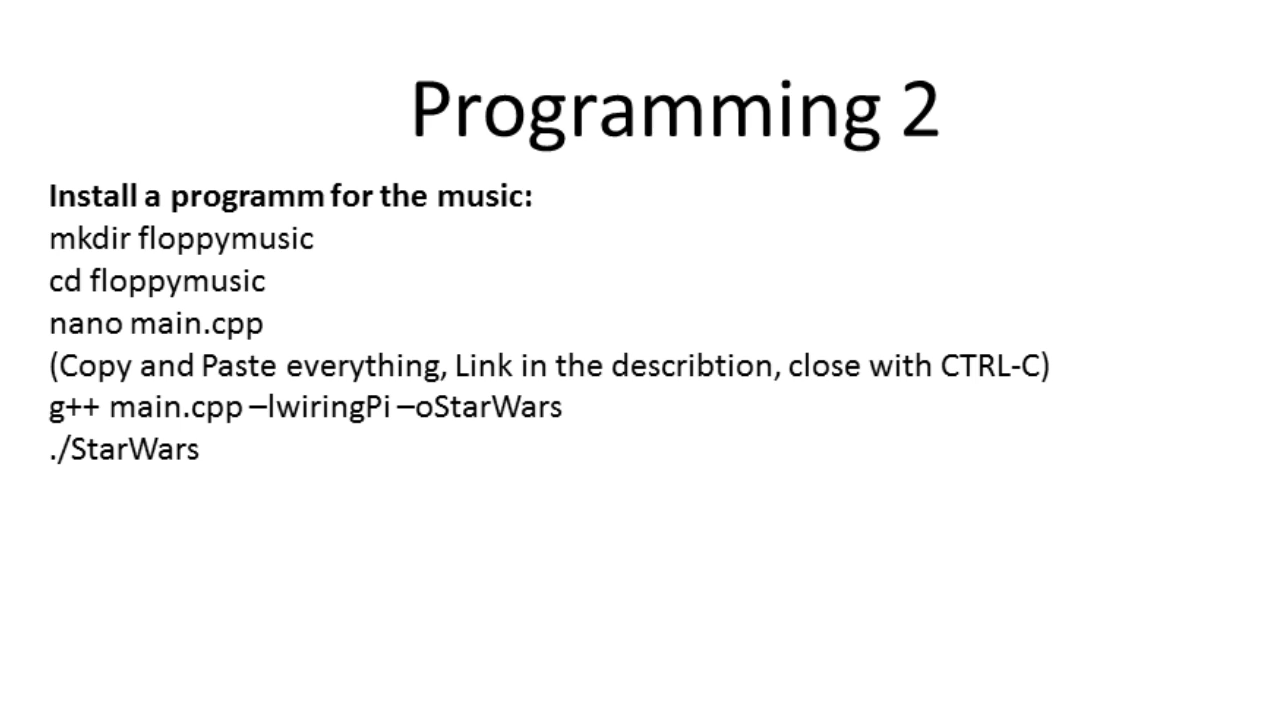 Programming 2
Install a programm for the music:
mkdir floppymusic
cd floppymusic
nano main.cpp
(Copy and Paste everything, Link in the describtion, close with CTRL-C)
g++ main.cpp –lwiringPi –oStarWars
./StarWars